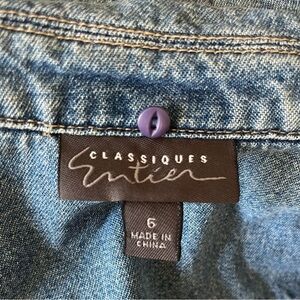 CLASSIQUES
Entier
6
MADE IN
CHINA